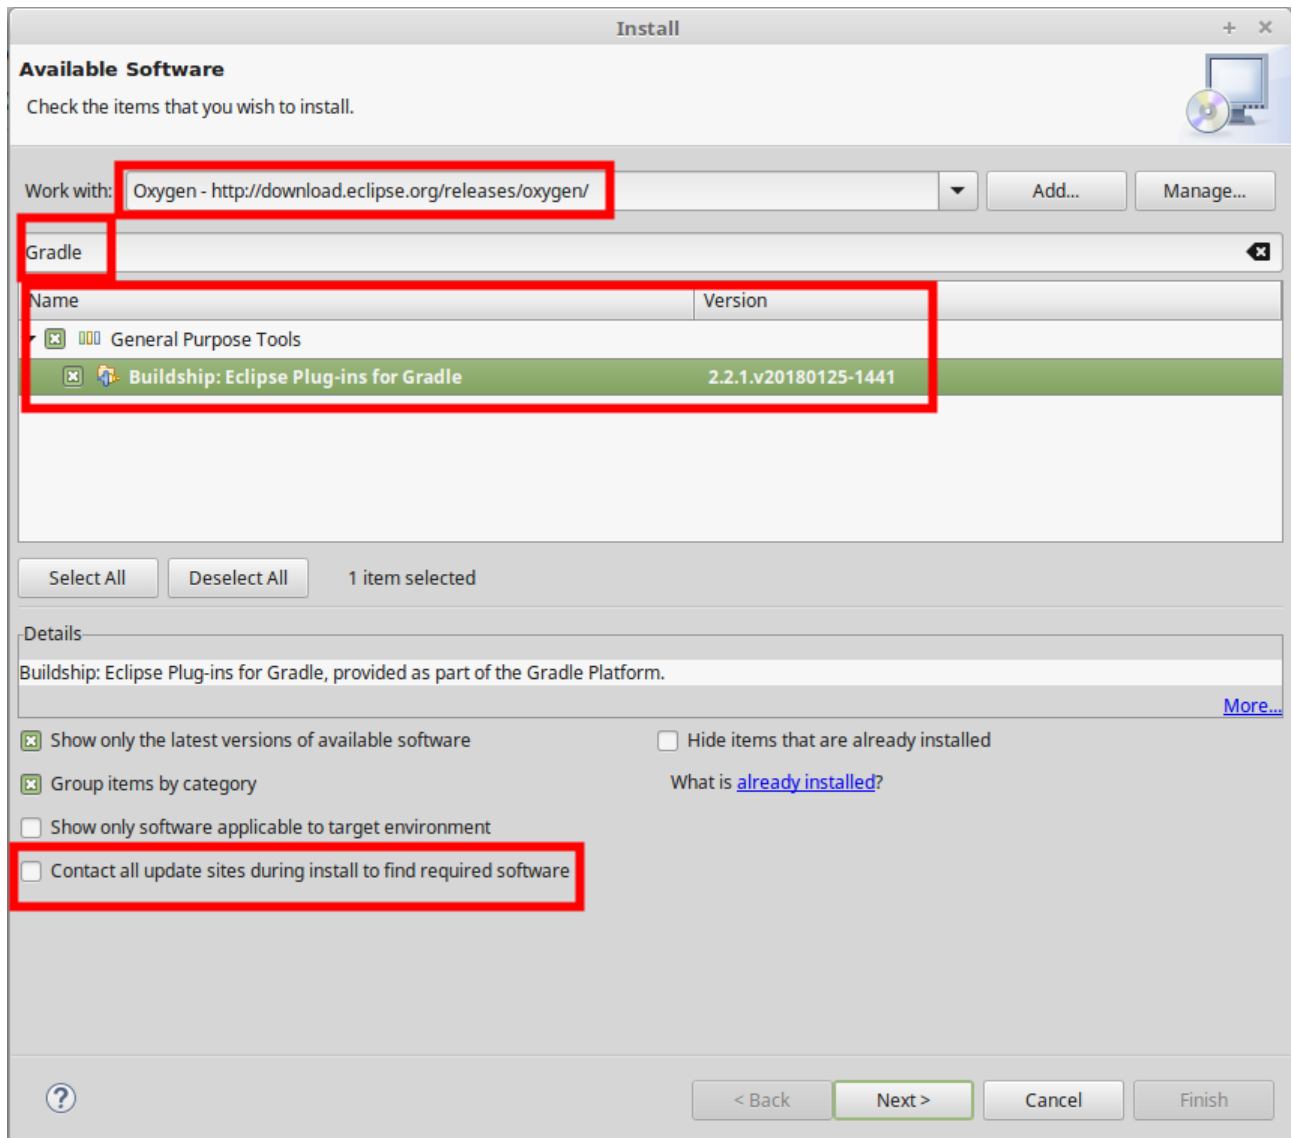 Install
Available Software
Check the items that you wish to install.
Work with: Oxygen - http://download.eclipse.org/releases/oxygen/ Add... Manage...
Gradle
Name Version
General Purpose Tools
Buildship: Eclipse Plug-ins for Gradle 2.2.1.v20180125-1441
Select All Deselect All 1 item selected
Details
Buildship: Eclipse Plug-ins for Gradle, provided as part of the Gradle Platform.
More...
Show only the latest versions of available software Hide items that are already installed
Group items by category What is already installed?
Show only software applicable to target environment
Contact all update sites during install to find required software
< Back Next > Cancel Finish